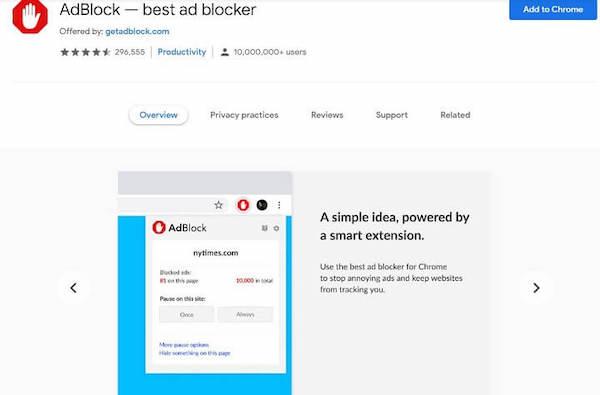 AdBlock — best ad blocker
Add to Chrome
Offered by: getadblock.com
296,555 | Productivity | 10,000,000+ users
Overview Privacy practices Reviews Support Related
AdBlock
nytimes.com
Blocked ads:
81 on this page 10,000 in total
Pause on this site:
Once Always
More pause options
Hide something on this page
A simple idea, powered by
a smart extension.
Use the best ad blocker for Chrome
to stop annoying ads and keep websites
from tracking you.